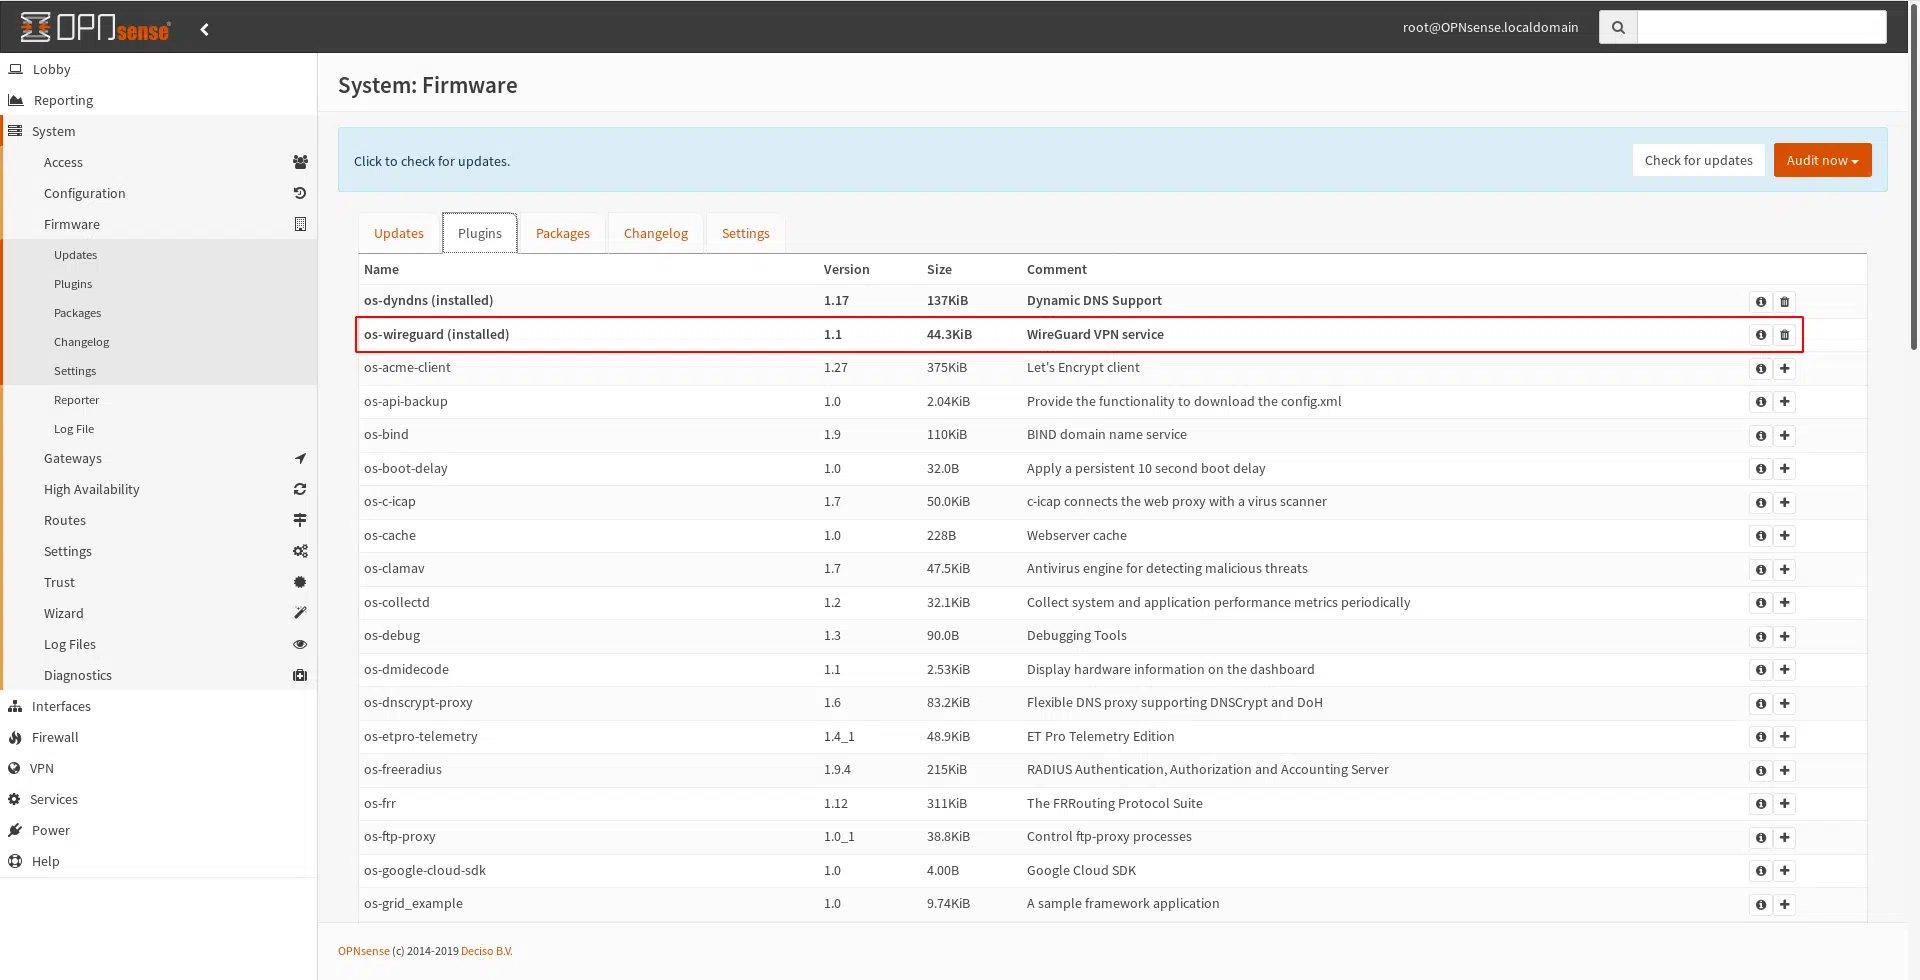 OPNsense
root@OPNsense.localdomain
Lobby
Reporting
System
Access
Configuration
Firmware
Updates
Plugins
Packages
Changelog
Settings
Reporter
Log File
Gateways
High Availability
Routes
Settings
Trust
Wizard
Log Files
Diagnostics
Interfaces
Firewall
VPN
Services
Power
Help
System: Firmware
Click to check for updates. Check for updates Audit now
Updates Plugins Packages Changelog Settings
Name Version Size Comment
os-dyndns (installed) 1.17 137KiB Dynamic DNS Support
os-wireguard (installed) 1.1 44.3KiB WireGuard VPN service
os-acme-client 1.27 375KiB Let's Encrypt client
os-api-backup 1.0 2.04KiB Provide the functionality to download the config.xml
os-bind 1.9 110KiB BIND domain name service
os-boot-delay 1.0 32.0B Apply a persistent 10 second boot delay
os-c-icap 1.7 50.0KiB c-icap connects the web proxy with a virus scanner
os-cache 1.0 228B Webserver cache
os-clamav 1.7 47.5KiB Antivirus engine for detecting malicious threats
os-collectd 1.2 32.1KiB Collect system and application performance metrics periodically
os-debug 1.3 90.0B Debugging Tools
os-dmidecode 1.1 2.53KiB Display hardware information on the dashboard
os-dnscrypt-proxy 1.6 83.2KiB Flexible DNS proxy supporting DNSCrypt and DoH
os-etpro-telemetry 1.4_1 48.9KiB ET Pro Telemetry Edition
os-freeradius 1.9.4 215KiB RADIUS Authentication, Authorization and Accounting Server
os-frr 1.12 311KiB The FRRouting Protocol Suite
os-ftp-proxy 1.0_1 38.8KiB Control ftp-proxy processes
os-google-cloud-sdk 1.0 4.00B Google Cloud SDK
os-grid_example 1.0 9.74KiB A sample framework application
OPNsense (c) 2014-2019 Deciso B.V.